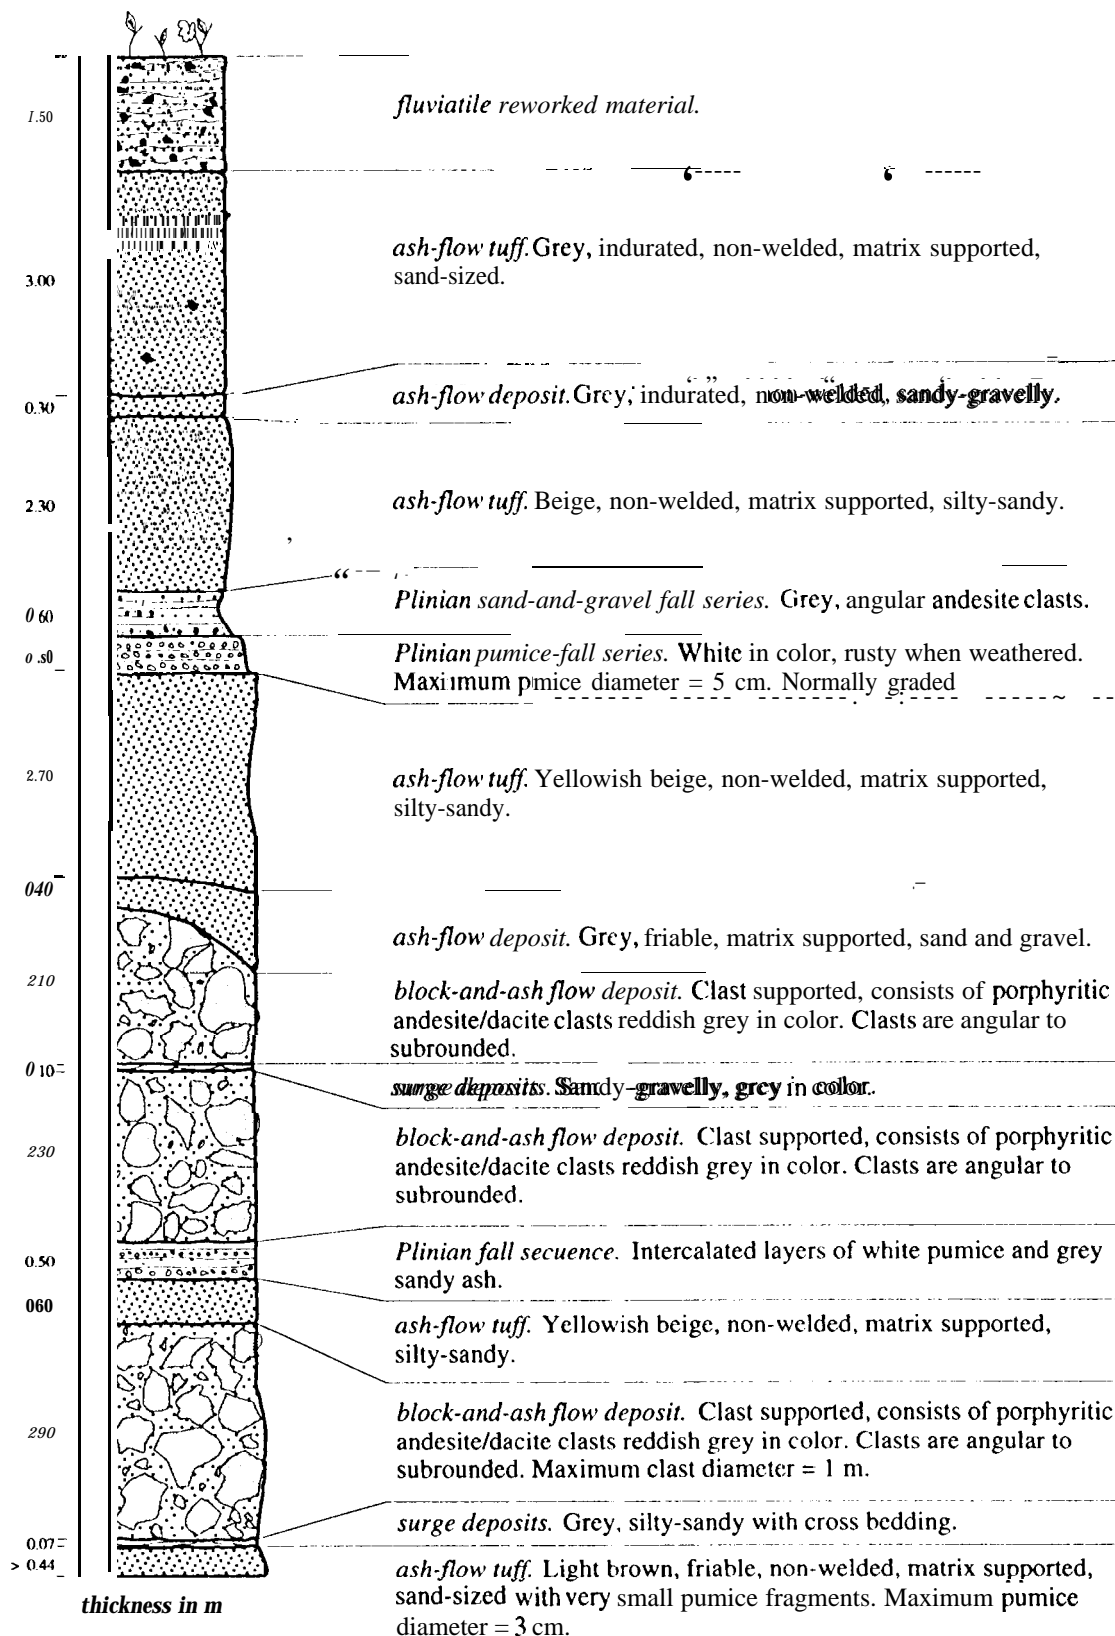 1.50
fluviatile reworked material.
3.00
ash-flow tuff. Grey, indurated, non-welded, matrix supported,
sand-sized.
0.30
ash-flow deposit. Grey, indurated, non-welded, sandy-gravelly.
2.30
ash-flow tuff. Beige, non-welded, matrix supported, silty-sandy.
0 60
Plinian sand-and-gravel fall series. Grey, angular andesite clasts.
Plinian pumice-fall series. White in color, rusty when weathered.
diameter = 5 cm. Normally graded
2.70
ash-flow tuff. Yellowish beige, non-welded, matrix supported,
silty-sandy.
040
ash-flow deposit. Grey, friable, matrix supported, sand and gravel.
210
block-and-ash flow deposit. Clast supported, consists of porphyritic
andesite/dacite clasts reddish grey in color. Clasts are angular to
subrounded.
0 10
surge deposits. Sandy-gravelly, grey in color.
230
block-and-ash flow deposit. Clast supported, consists of porphyritic
andesite/dacite clasts reddish grey in color. Clasts are angular to
subrounded.
0.50
Plinian fall secuence. Intercalated layers of white pumice and grey
sandy ash.
060
ash-flow tuff. Yellowish beige, non-welded, matrix supported,
silty-sandy.
290
block-and-ash flow deposit. Clast supported, consists of porphyritic
andesite/dacite clasts reddish grey in color. Clasts are angular to
subrounded. Maximum clast diameter = 1 m.
0.07
surge deposits. Grey, silty-sandy with cross bedding.
> 0.44
ash-flow tuff. Light brown, friable, non-welded, matrix supported,
sand-sized with very small pumice fragments. Maximum pumice
diameter = 3 cm.
thickness in m